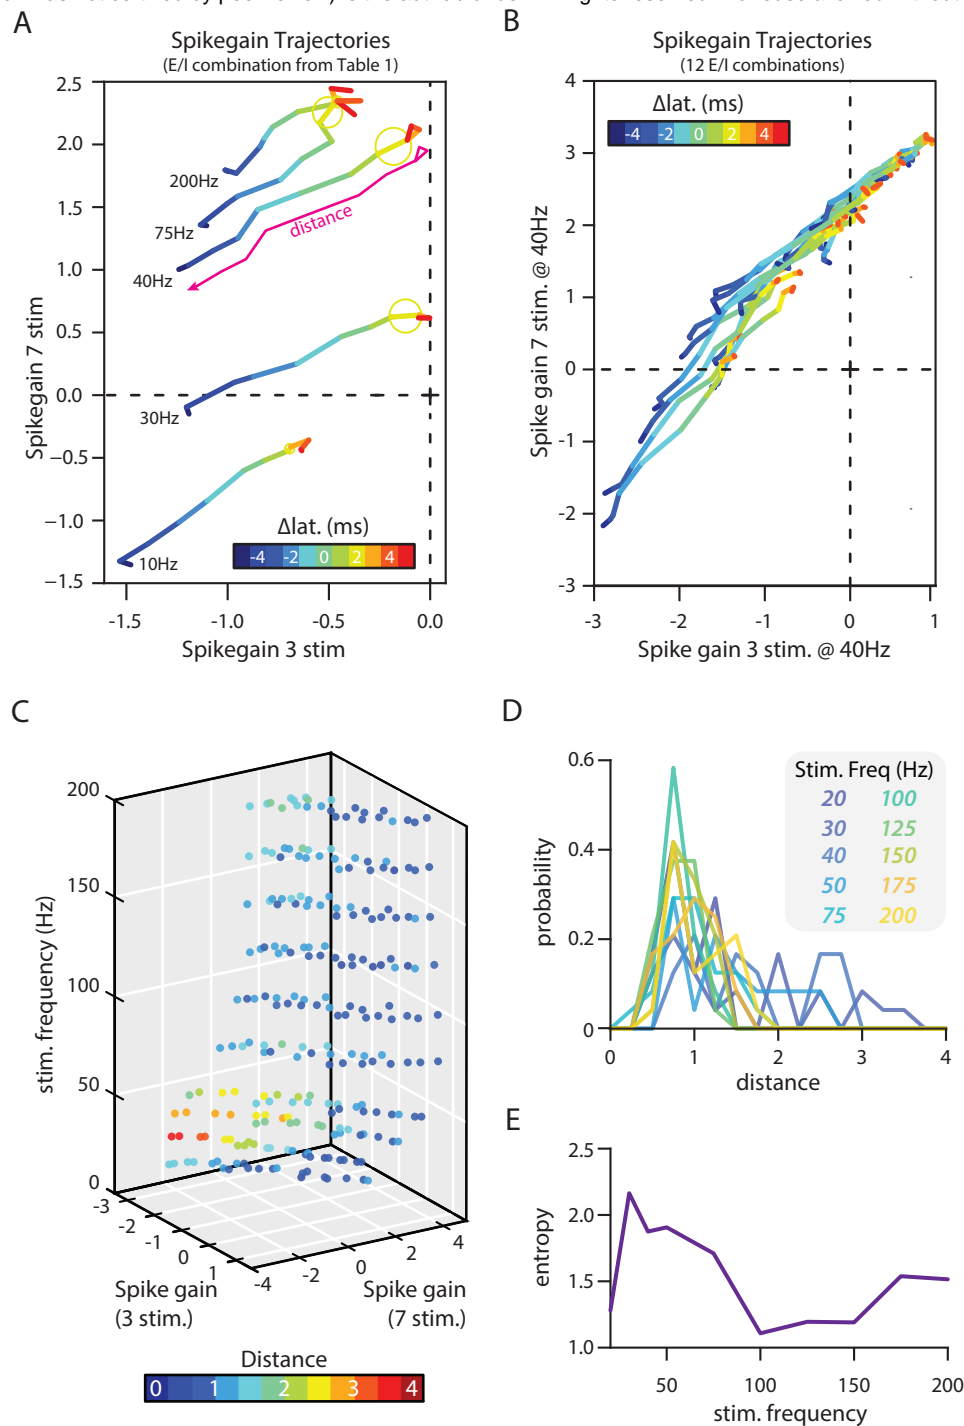 A
Spikegain Trajectories
(E/I combination from Table 1)
2.5
2.0
1.5
1.0
0.5
0.0
−0.5
−1.0
−1.5
Spikegain 7 stim
200Hz
75Hz
40Hz
distance
30Hz
10Hz
Δlat. (ms)
-4 -2 0 2 4
-1.5 -1.0 -0.5 0.0
Spikegain 3 stim
B
Spikegain Trajectories
(12 E/I combinations)
4
3
2
1
0
-1
-2
-3
Spike gain 7 stim. @ 40Hz
Δlat. (ms)
-4 -2 0 2 4
-3 -2 -1 0 1
Spike gain 3 stim. @ 40Hz
C
200
150
100
50
0
stim. frequency (Hz)
-3 -2 -1 0 1
-4 -2 0 2 4
Spike gain
(3 stim.)
Spike gain
(7 stim.)
Distance
0 1 2 3 4
D
0.6
0.4
0.2
0
probability
Stim. Freq (Hz)
20 100
30 125
40 150
50 175
75 200
0 1 2 3 4
distance
E
2.5
2.0
1.5
1.0
entropy
50 100 150 200
stim. frequency